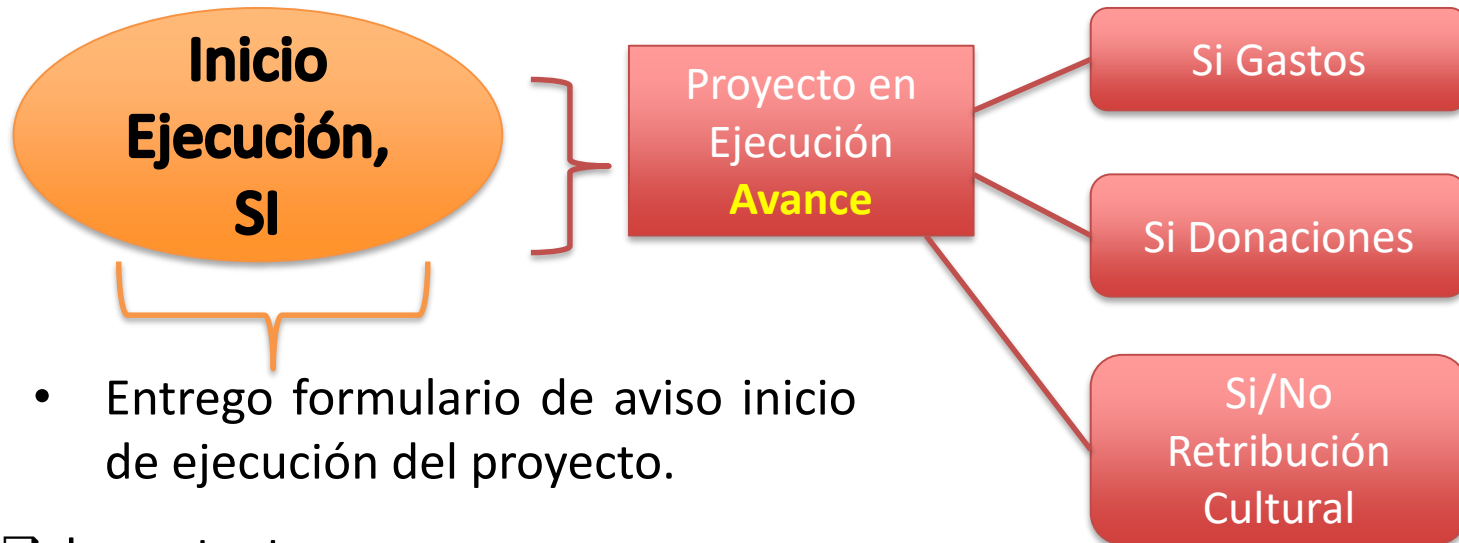 Inicio
Ejecución,
SI
Proyecto en
Ejecución
Avance
Si Gastos
Si Donaciones
Si/No
Retribución
Cultural
• Entrego formulario de aviso inicio
de ejecución del proyecto.